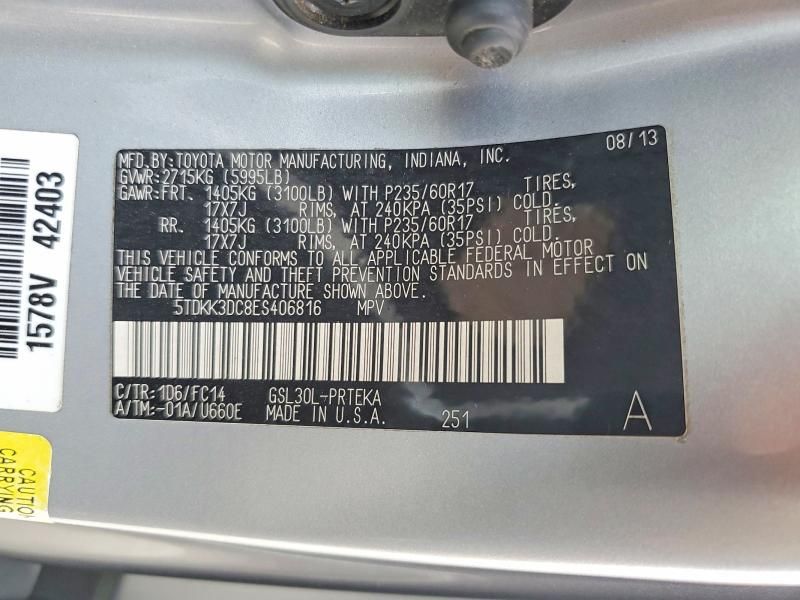 MFD.BY: TOYOTA MOTOR MANUFACTURING, INDIANA, INC. 08/13
GVWR: 2715KG (5995LB)
GAWR: FRT. 1405KG (3100LB) WITH P235/60R17 TIRES,
17X7J RIMS, AT 240KPA (35PSI) COLD.
RR. 1405KG (3100LB) WITH P235/60R17 TIRES,
17X7J RIMS, AT 240KPA (35PSI) COLD.
THIS VEHICLE CONFORMS TO ALL APPLICABLE FEDERAL MOTOR
VEHICLE SAFETY AND THEFT PREVENTION STANDARDS IN EFFECT ON
THE DATE OF MANUFACTURE SHOWN ABOVE.
5TDKK3DC8ES406816 MPV
C/TR: 1D6/FC14 GSL30L-PRTEKA
A/TM: -01A/U660E MADE IN U.S.A. 251 A
1578V 42403
CARRYING